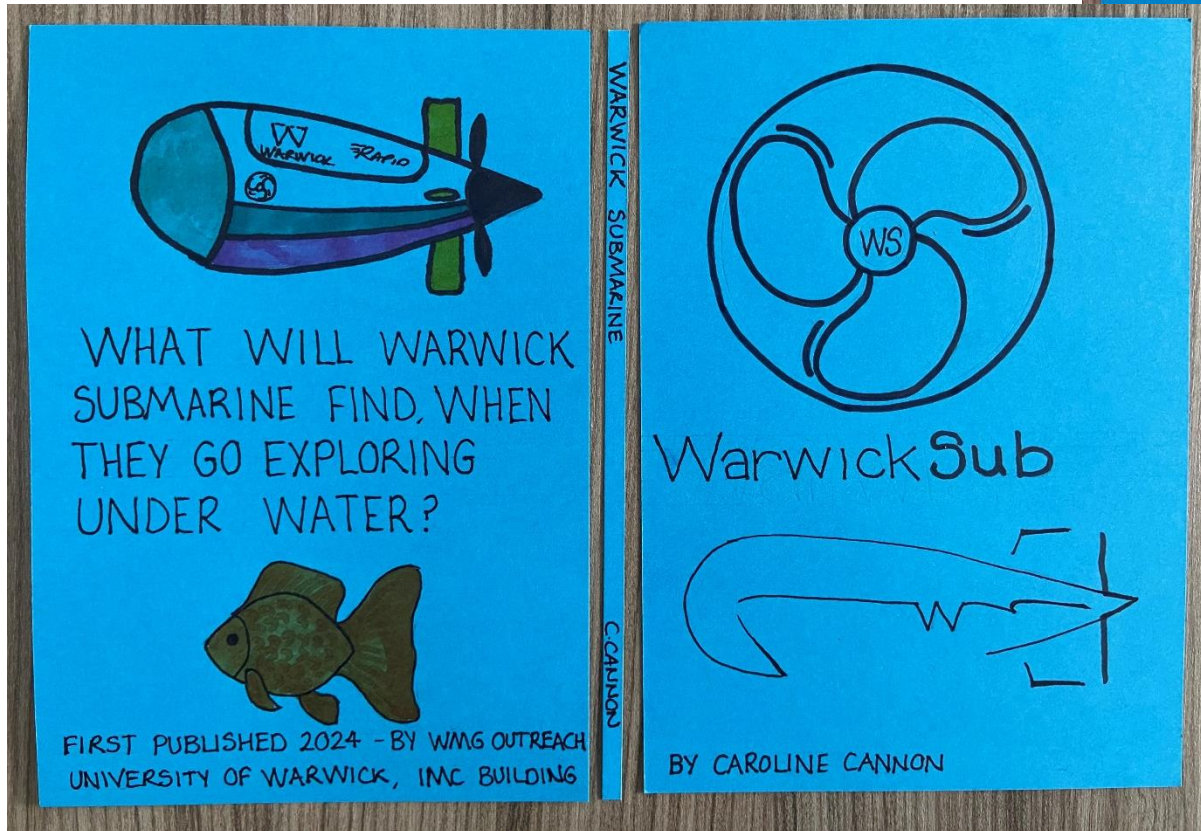 WARWICK
RAPID
WHAT WILL WARWICK
SUBMARINE FIND, WHEN
THEY GO EXPLORING
UNDER WATER?
FIRST PUBLISHED 2024 - BY WMG OUTREACH
UNIVERSITY OF WARWICK, IMC BUILDING
WARWICK SUBMARINE
C.CANNON
WS
WarwickSub
BY CAROLINE CANNON